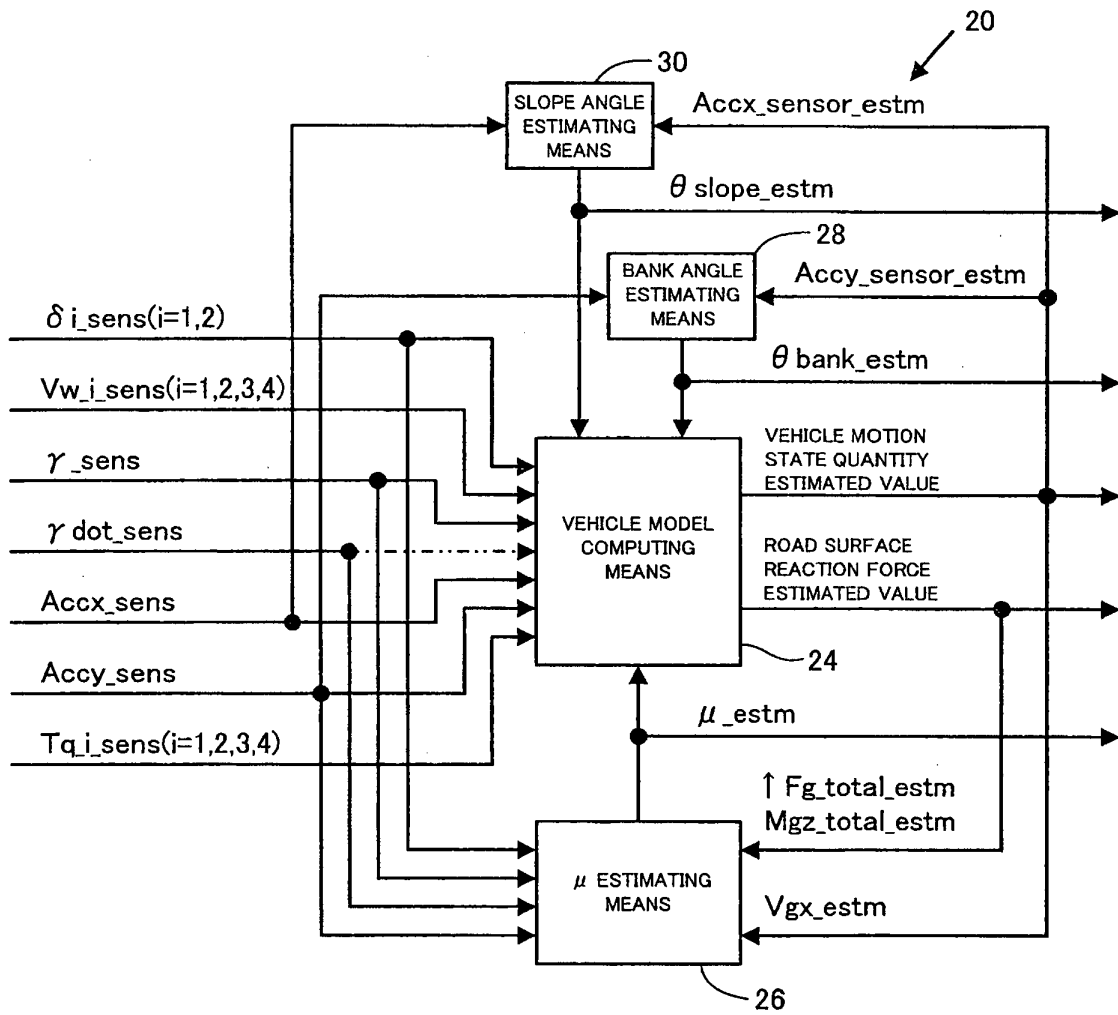 20
30
SLOPE ANGLE
ESTIMATING
MEANS
Accx_sensor_estm
θ slope_estm
28
BANK ANGLE
ESTIMATING
MEANS
Accy_sensor_estm
θ bank_estm
δ i_sens(i=1,2)
Vw_i_sens(i=1,2,3,4)
γ_sens
γ dot_sens
Accx_sens
Accy_sens
Tq_i_sens(i=1,2,3,4)
VEHICLE MODEL
COMPUTING
MEANS
24
VEHICLE MOTION
STATE QUANTITY
ESTIMATED VALUE
ROAD SURFACE
REACTION FORCE
ESTIMATED VALUE
μ_estm
↑ Fg_total_estm
Mgz_total_estm
μ ESTIMATING
MEANS
Vgx_estm
26